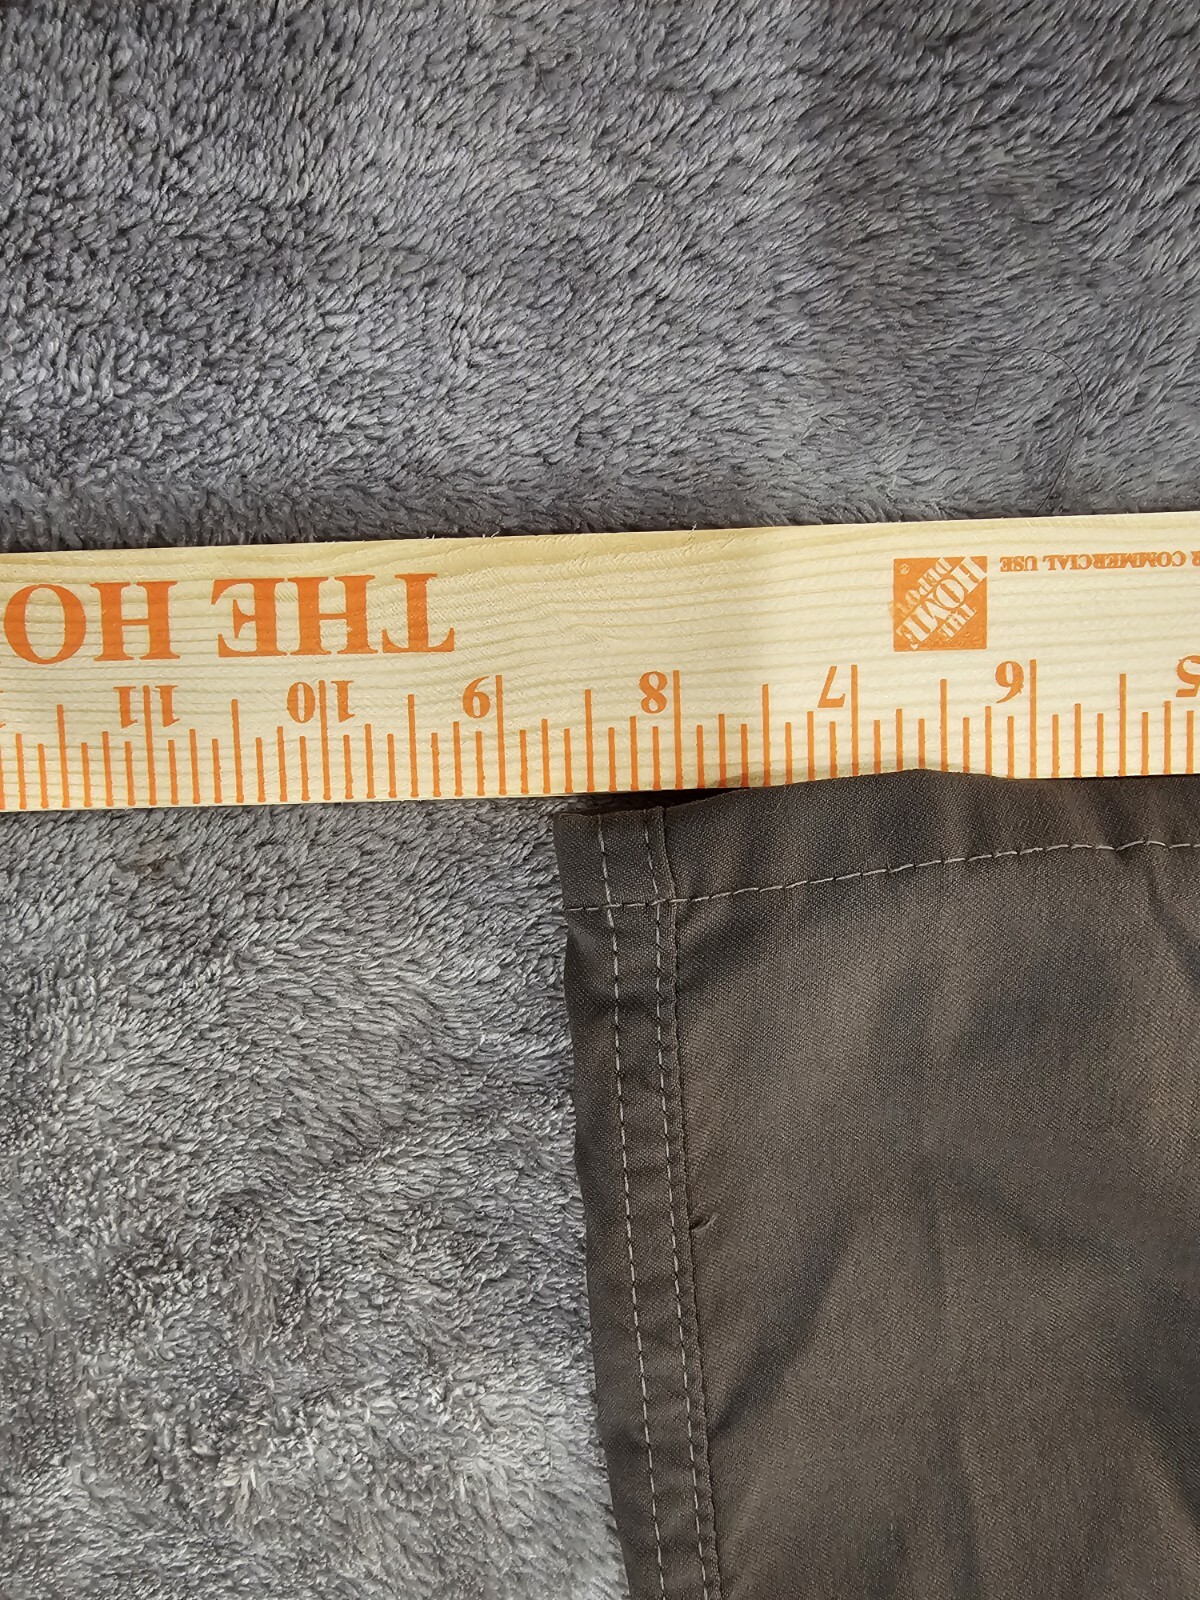 R COMMERCIAL USE
THE HOME DEPOT ®
THE HO
5 6 7 8 9 10 11